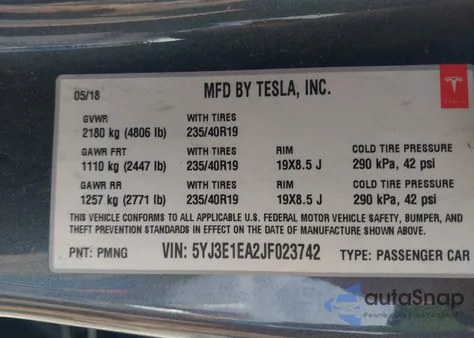 05/18 MFD BY TESLA, INC.
TESLA
GVWR WITH TIRES
2180 kg (4806 lb) 235/40R19
GAWR FRT WITH TIRES RIM COLD TIRE PRESSURE
1110 kg (2447 lb) 235/40R19 19X8.5 J 290 kPa, 42 psi
GAWR RR WITH TIRES RIM COLD TIRE PRESSURE
1257 kg (2771 lb) 235/40R19 19X8.5 J 290 kPa, 42 psi
THIS VEHICLE CONFORMS TO ALL APPLICABLE U.S. FEDERAL MOTOR VEHICLE SAFETY, BUMPER, AND
THEFT PREVENTION STANDARDS IN EFFECT ON THE DATE OF MANUFACTURE SHOWN ABOVE.
PNT: PMNG VIN: 5YJ3E1EA2JF023742 TYPE: PASSENGER CAR
autoSnap